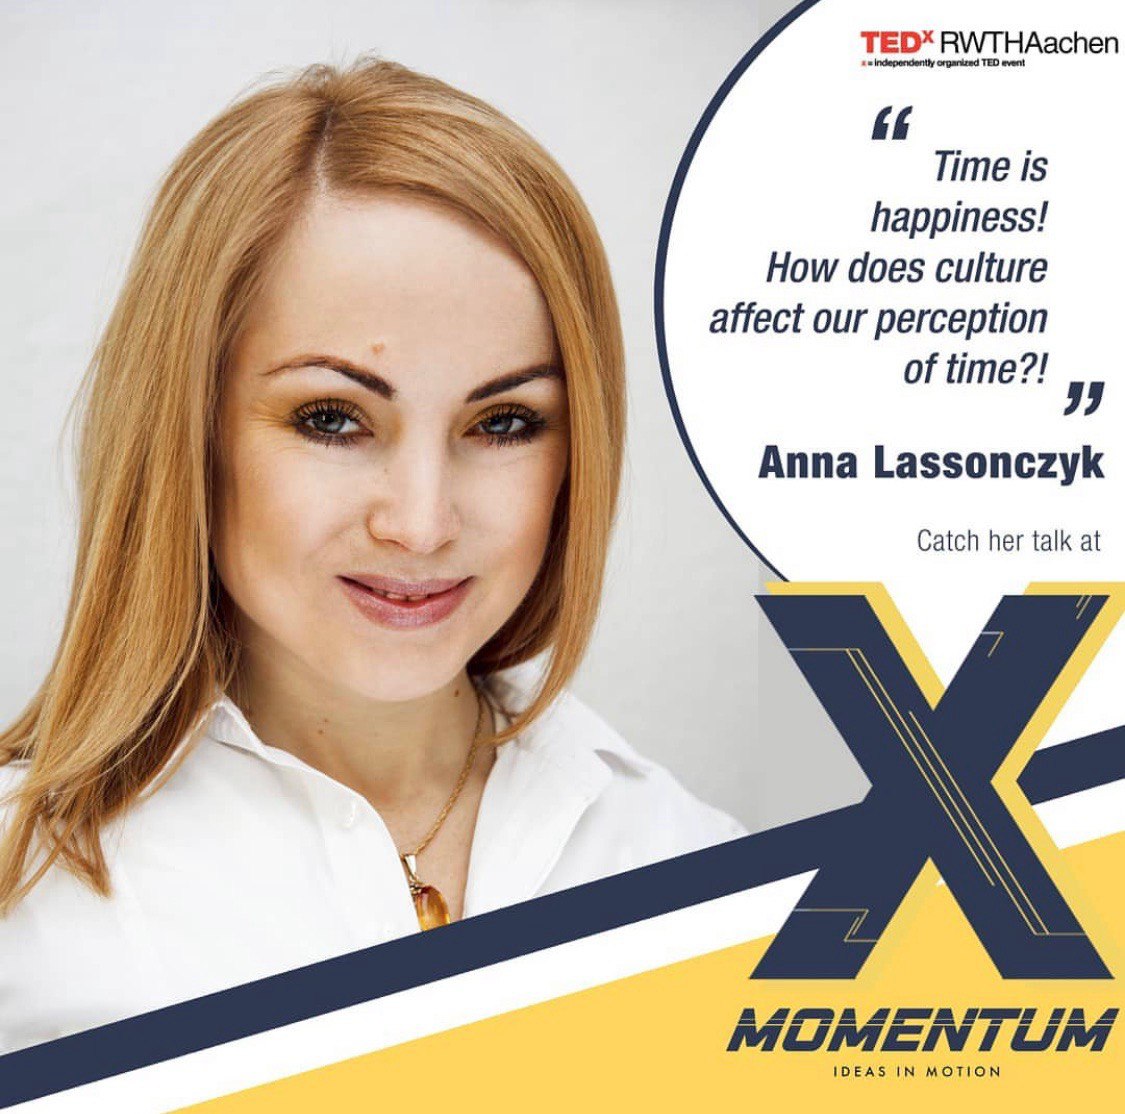 TEDx RWTHAachen
x = independently organized TED event
“
Time is
happiness!
How does culture
affect our perception
of time?!
”
Anna Lassonczyk
Catch her talk at
X
MOMENTUM
IDEAS IN MOTION